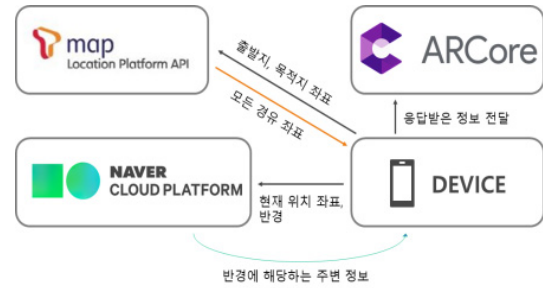 map
Location Platform API
ARCore
출발지, 목적지 좌표
모든 경유 좌표
응답받은 정보 전달
NAVER
CLOUD PLATFORM
현재 위치 좌표,
반경
DEVICE
반경에 해당하는 주변 정보